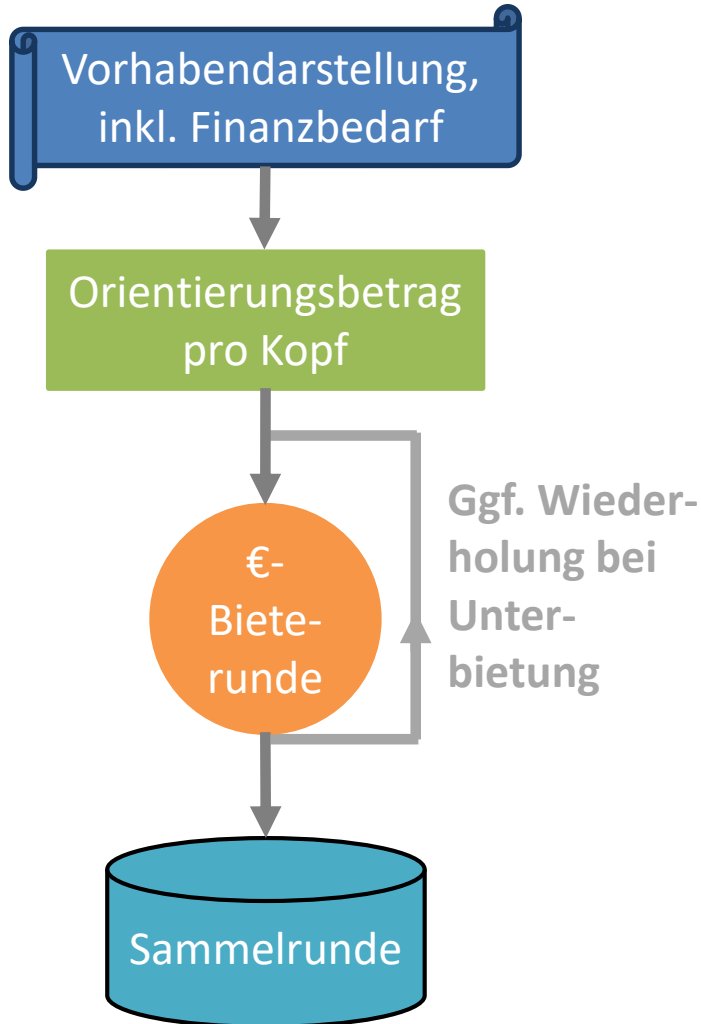 Vorhabendarstellung,
inkl. Finanzbedarf
Orientierungsbetrag
pro Kopf
Ggf. Wieder-
holung bei
Unter-
bietung
€-
Biete-
runde
Sammelrunde